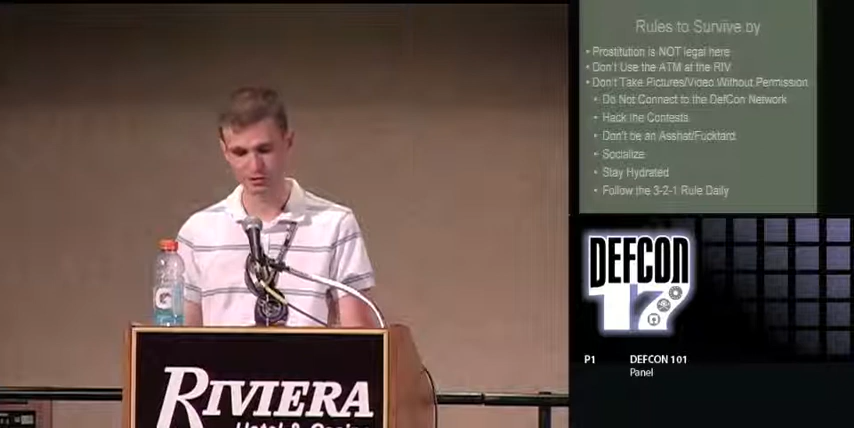 Rules to Survive by
• Prostitution is NOT legal here
• Don't Use the ATM at the RIV
• Don't Take Pictures/Video Without Permission
• Do Not Connect to the DefCon Network
• Hack the Contests
• Don't be an Asshat/Fucktard
• Socialize
• Stay Hydrated
• Follow the 3-2-1 Rule Daily
G
DEFCON
17
P1 DEFCON 101
Panel
RIVIERA
Hotel & Casino